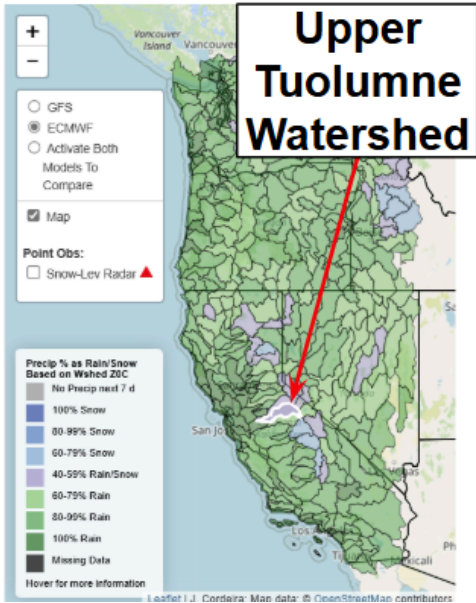 Upper
Tuolumne
Watershed
Vancouver
Island
Vancouver
+
−
GFS
ECMWF
Activate Both
Models To
Compare
Map
Point Obs:
Snow-Lev Radar
Precip % as Rain/Snow
Based on Wshed Z0C
No Precip next 7 d
100% Snow
80-99% Snow
60-79% Snow
40-59% Rain/Snow
60-79% Rain
80-99% Rain
100% Rain
Missing Data
Hover for more information
San Jo
Vegas
Los
Mexicali
Leaflet | J. Cordeira; Map data: © OpenStreetMap contributors